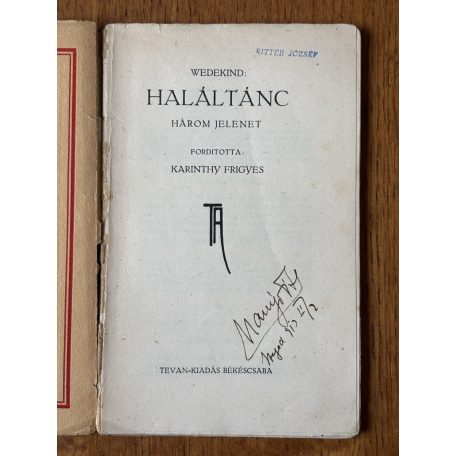 RITTER JÓZSEF
WEDEKIND:
HALÁLTÁNC
HÁROM JELENET
FORDITOTTA:
KARINTHY FRIGYES
TA
TEVAN-KIADÁS BÉKÉSCSABA